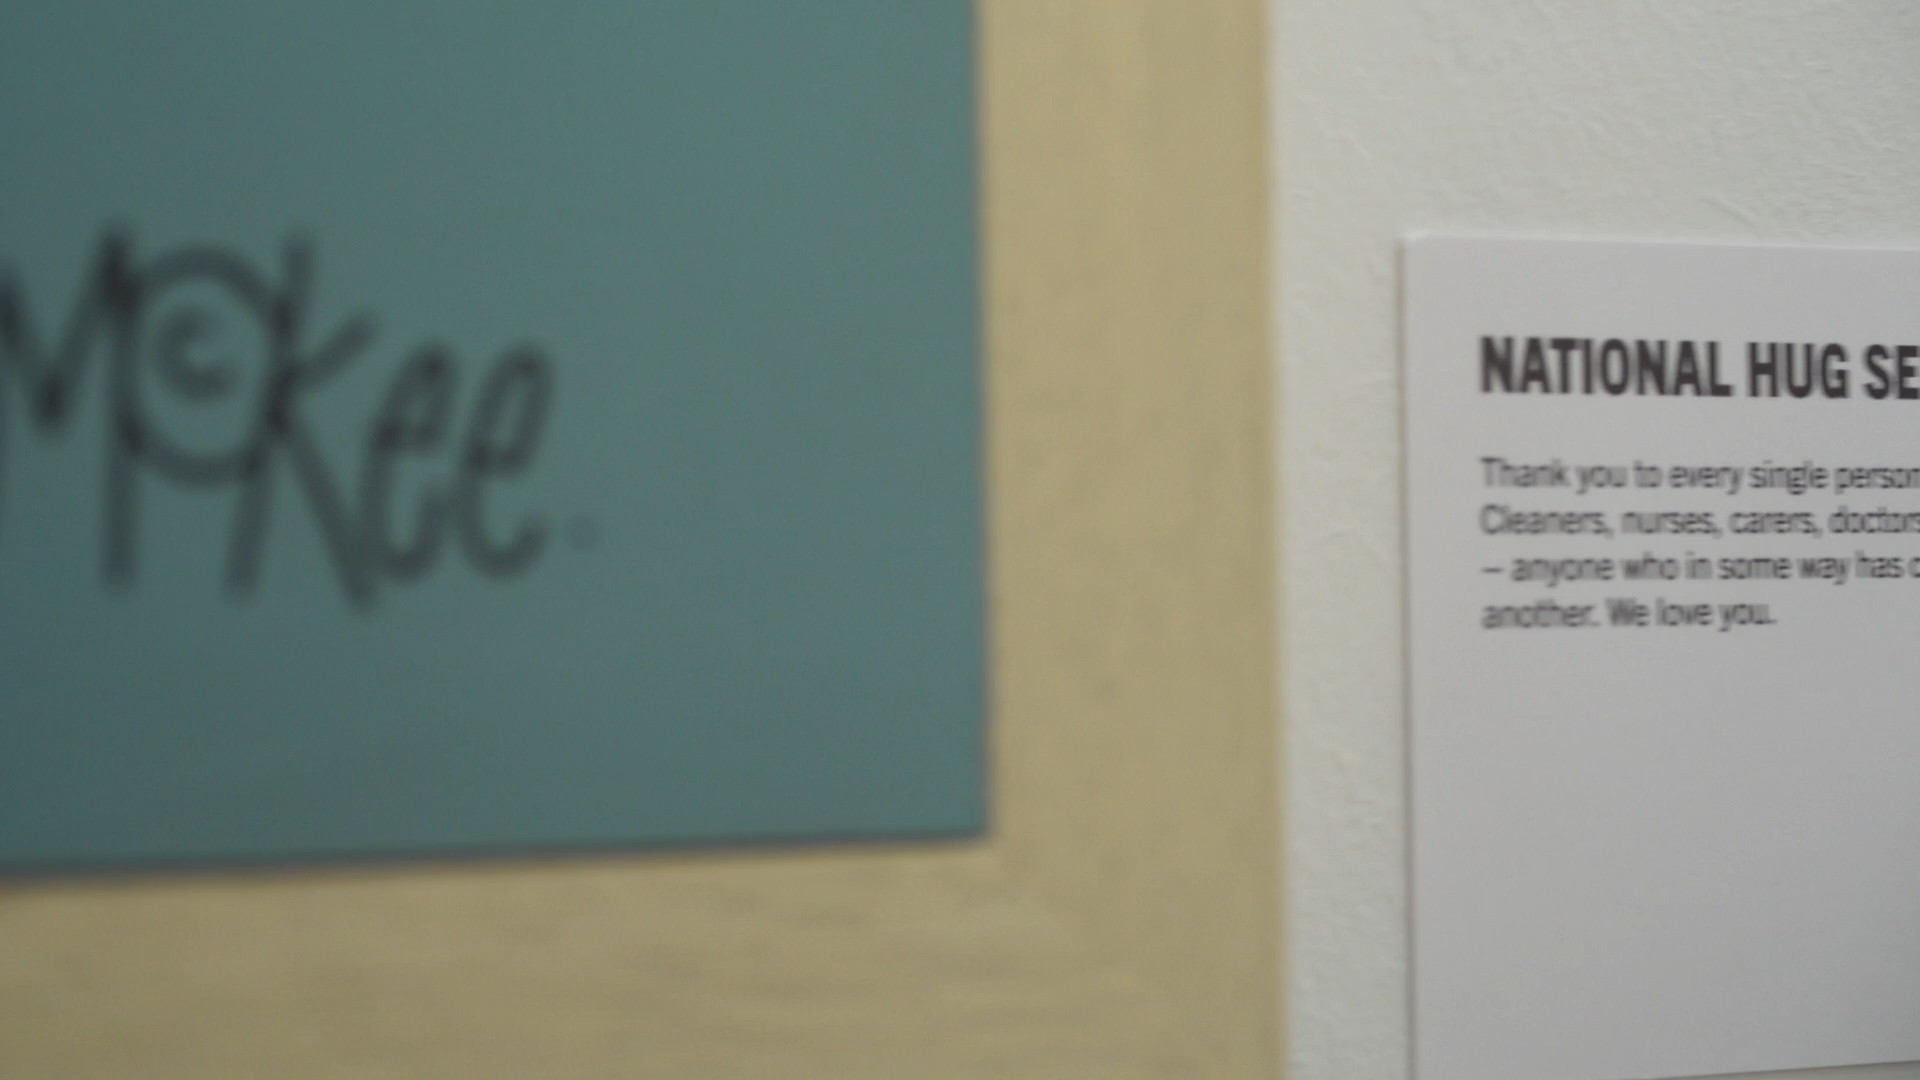 McKee.
NATIONAL HUG SE
Thank you to every single person
Cleaners, nurses, carers, doctors
– anyone who in some way has c
another. We love you.